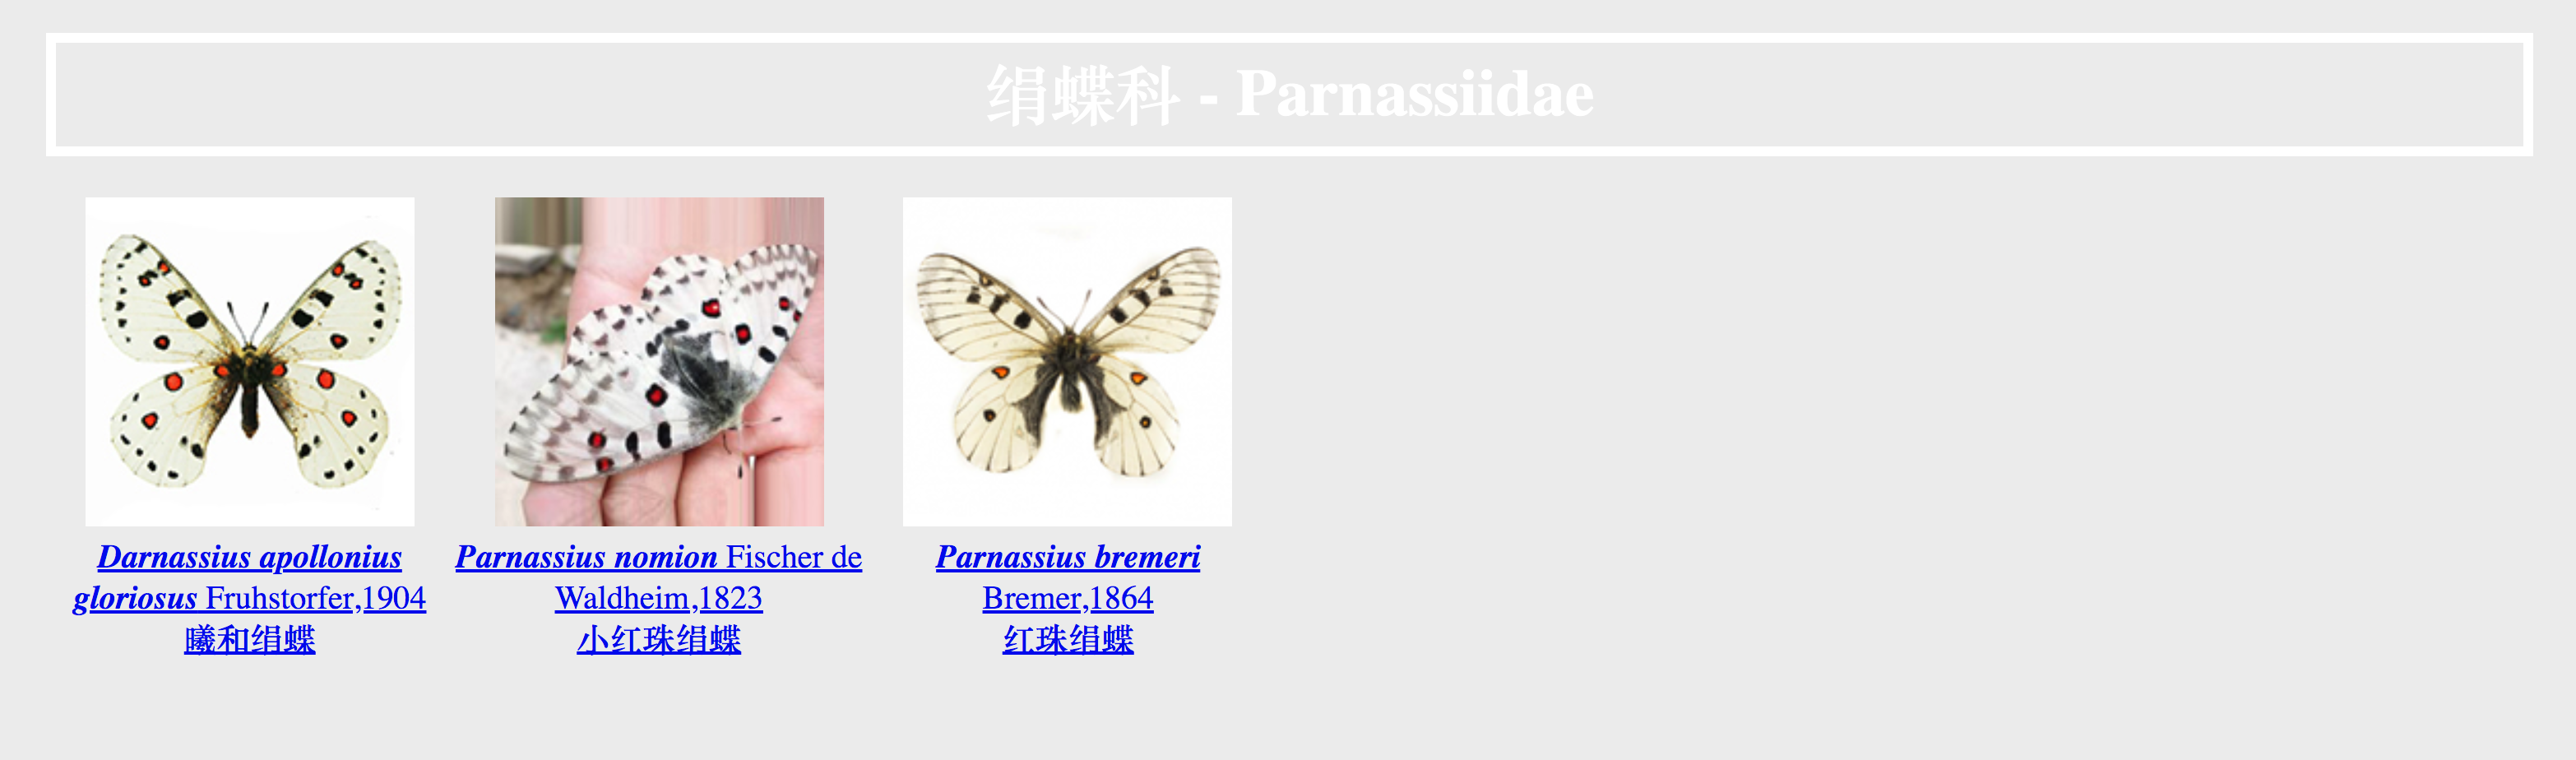 绢蝶科 - Parnassiidae
Darnassius apollonius
gloriosus Fruhstorfer,1904
曦和绢蝶
Parnassius nomion Fischer de
Waldheim,1823
小红珠绢蝶
Parnassius bremeri
Bremer,1864
红珠绢蝶